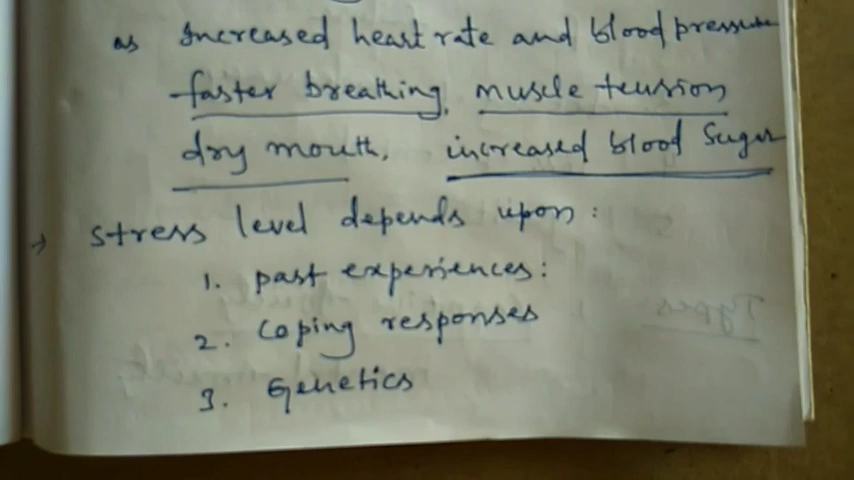 as Increased heart rate and blood pressure
faster breathing, muscle tension
dry mouth, increased blood Sugar
→ stress level depends upon :
1. past experiences :
2. Coping responses
3. Genetics
Types